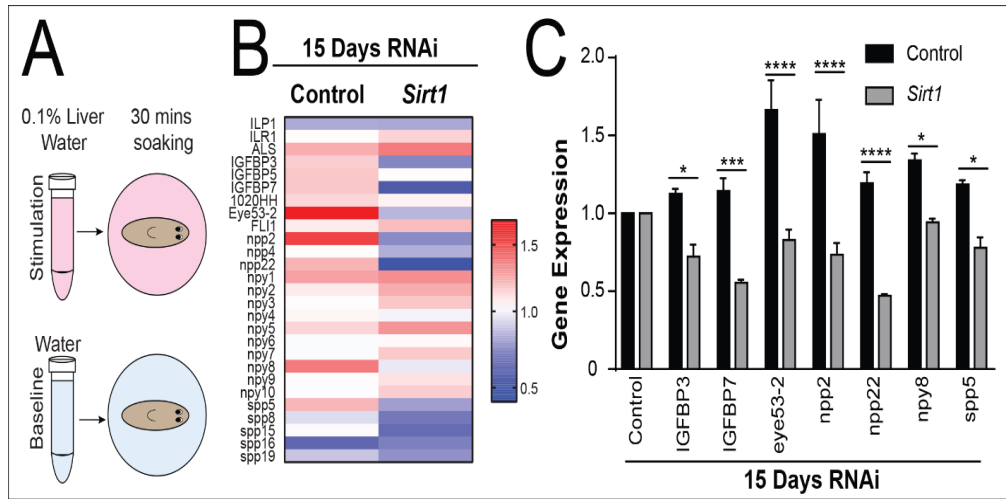 A
0.1% Liver
Water
30 mins
soaking
Stimulation
Water
Baseline
B
15 Days RNAi
Control Sirt1
ILP1
ILR1
ALS
IGFBP3
IGFBP5
IGFBP7
1020HH
Eye53-2
FLI1
npp2
npp4
npp22
npy1
npy2
npy3
npy4
npy5
npy6
npy7
npy8
npy9
npy10
spp5
spp8
spp15
spp16
spp19
1.5
1.0
0.5
C
Control
Sirt1
Gene Expression
2.0
1.5
1.0
0.5
0
* *** **** **** **** * *
Control IGFBP3 IGFBP7 eye53-2 npp2 npp22 npy8 spp5
15 Days RNAi